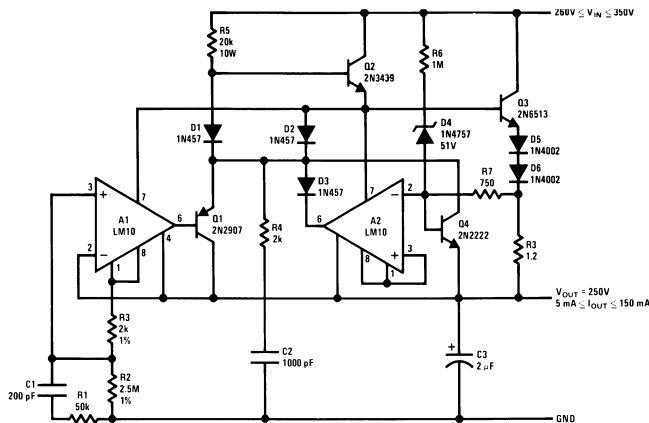 260V ≤ VIN ≤ 350V
R5
20k
10W
Q2
2N3439
R6
1M
Q3
2N6513
D1
1N457
D2
1N457
D4
1N4757
51V
D5
1N4002
D6
1N4002
3
+
7
A1
LM10
6
2
−
4
1
8
Q1
2N2907
R4
2k
D3
1N457
7
2
−
6
A2
LM10
+
3
8
1
R7
750
Q4
2N2222
R3
1.2
VOUT = 250V
5 mA ≤ IOUT ≤ 150 mA
R3
2k
1%
C1
200 pF
R1
50k
R2
2.5M
1%
C2
1000 pF
+
C3
2 μF
GND